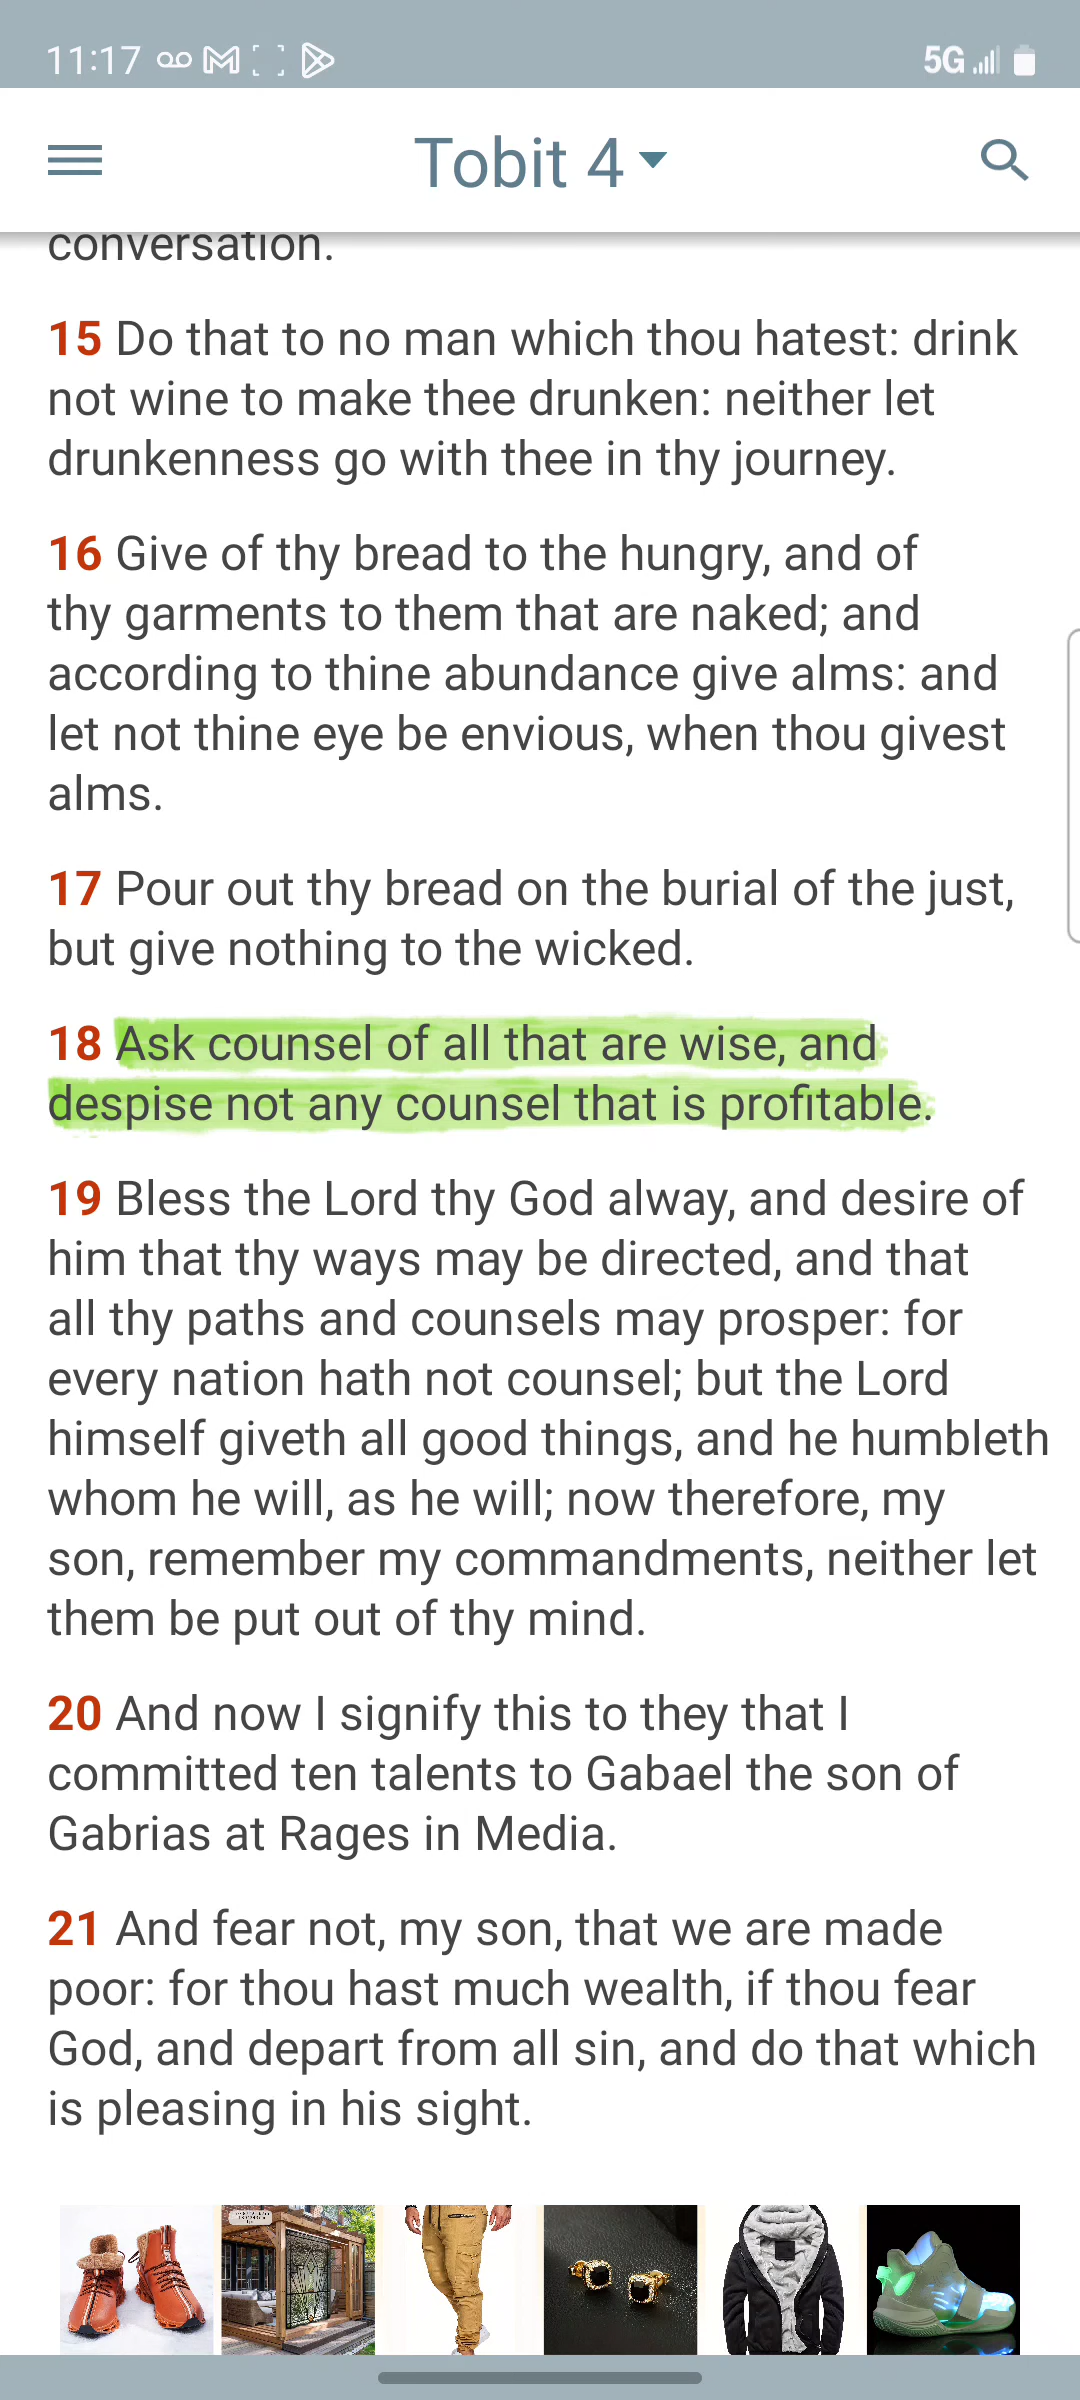 11:17
5G
Tobit 4
conversation.
15 Do that to no man which thou hatest: drink
not wine to make thee drunken: neither let
drunkenness go with thee in thy journey.
16 Give of thy bread to the hungry, and of
thy garments to them that are naked; and
according to thine abundance give alms: and
let not thine eye be envious, when thou givest
alms.
17 Pour out thy bread on the burial of the just,
but give nothing to the wicked.
18 Ask counsel of all that are wise, and
despise not any counsel that is profitable.
19 Bless the Lord thy God alway, and desire of
him that thy ways may be directed, and that
all thy paths and counsels may prosper: for
every nation hath not counsel; but the Lord
himself giveth all good things, and he humbleth
whom he will, as he will; now therefore, my
son, remember my commandments, neither let
them be put out of thy mind.
20 And now I signify this to they that I
committed ten talents to Gabael the son of
Gabrias at Rages in Media.
21 And fear not, my son, that we are made
poor: for thou hast much wealth, if thou fear
God, and depart from all sin, and do that which
is pleasing in his sight.